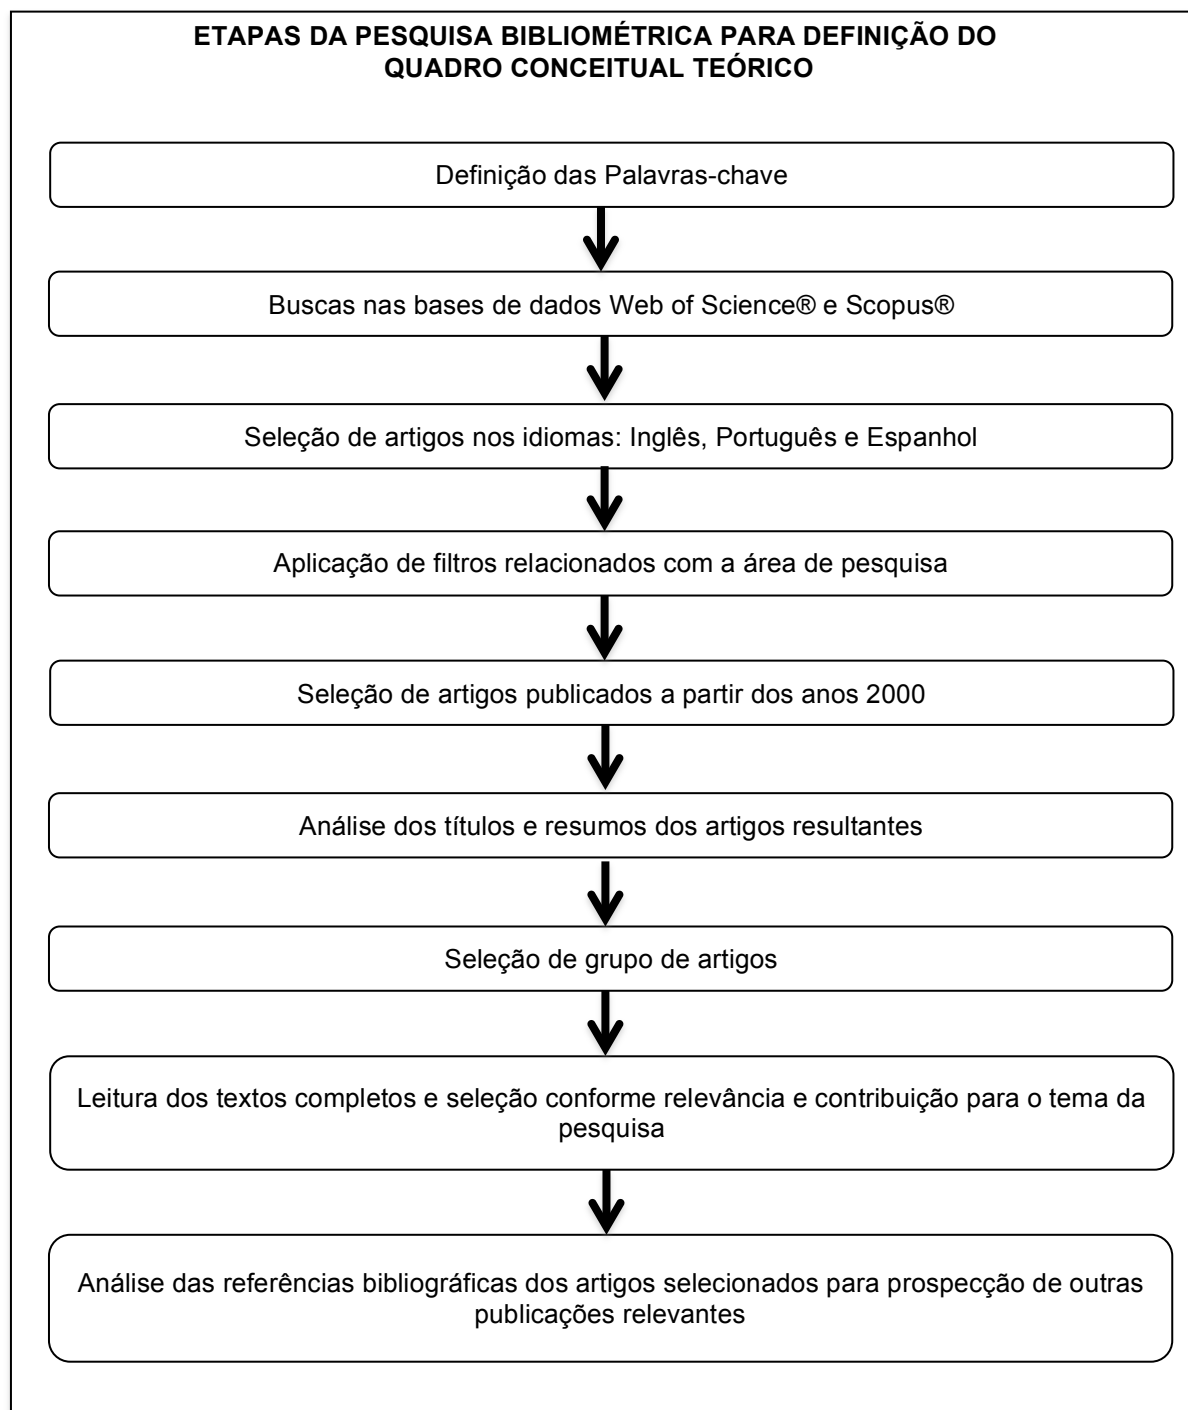 ETAPAS DA PESQUISA BIBLIOMÉTRICA PARA DEFINIÇÃO DO
QUADRO CONCEITUAL TEÓRICO
Definição das Palavras-chave
Buscas nas bases de dados Web of Science® e Scopus®
Seleção de artigos nos idiomas: Inglês, Português e Espanhol
Aplicação de filtros relacionados com a área de pesquisa
Seleção de artigos publicados a partir dos anos 2000
Análise dos títulos e resumos dos artigos resultantes
Seleção de grupo de artigos
Leitura dos textos completos e seleção conforme relevância e contribuição para o tema da
pesquisa
Análise das referências bibliográficas dos artigos selecionados para prospecção de outras
publicações relevantes